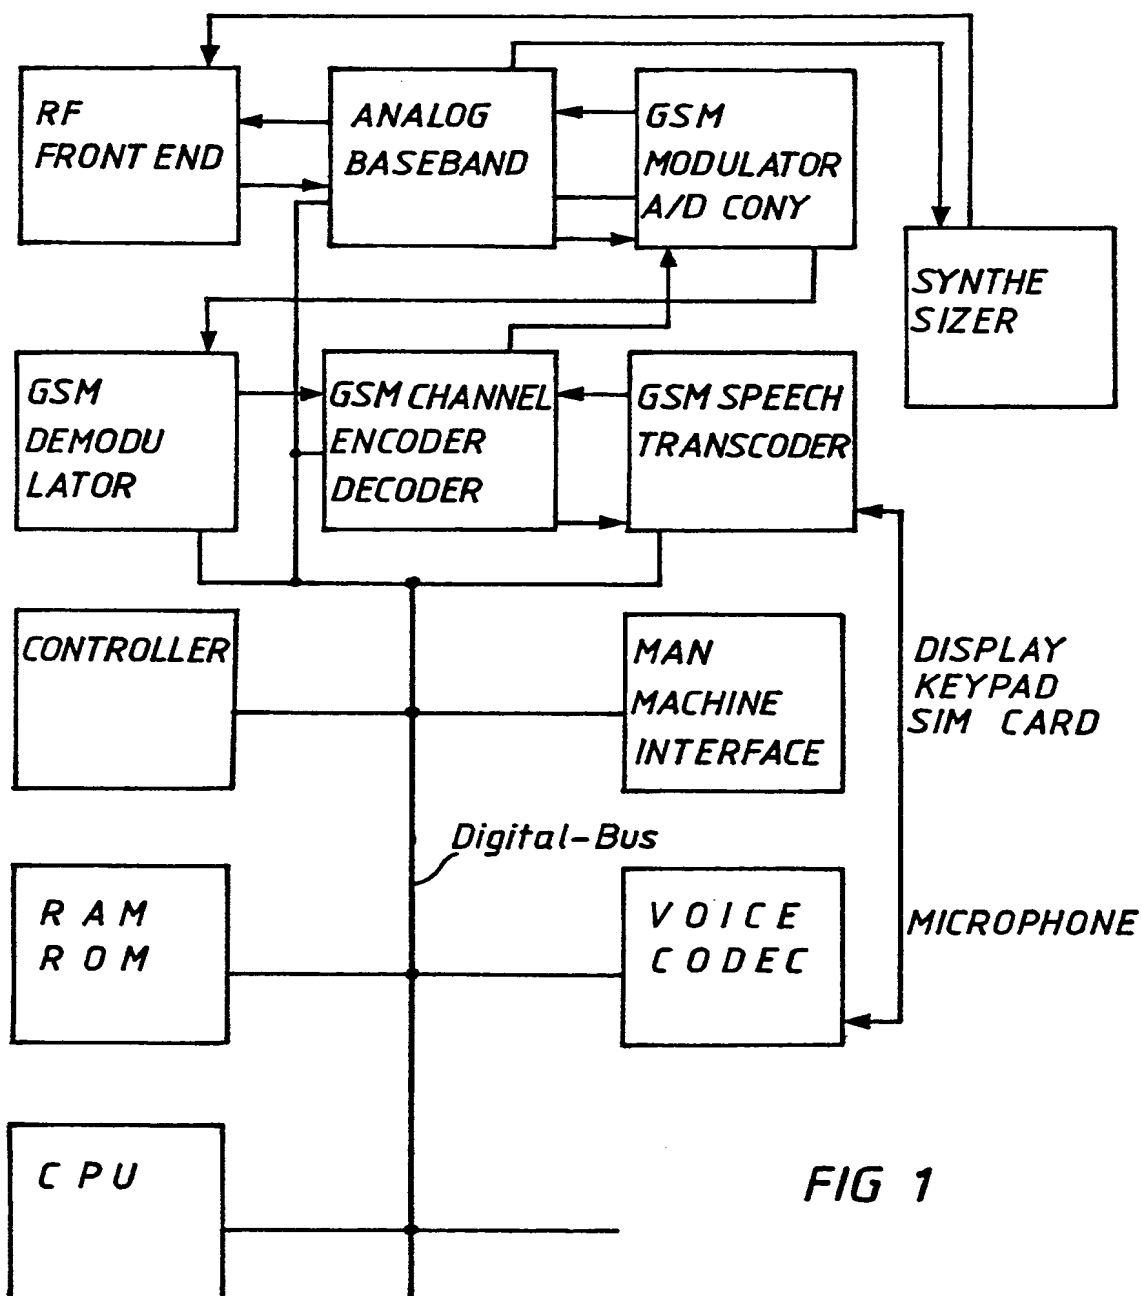 RF
FRONT END
ANALOG
BASEBAND
GSM
MODULATOR
A/D CONY
SYNTHE
SIZER
GSM
DEMODU
LATOR
GSM CHANNEL
ENCODER
DECODER
GSM SPEECH
TRANSCODER
CONTROLLER
MAN
MACHINE
INTERFACE
DISPLAY
KEYPAD
SIM CARD
Digital-Bus
RAM
ROM
VOICE
CODEC
MICROPHONE
CPU
FIG 1